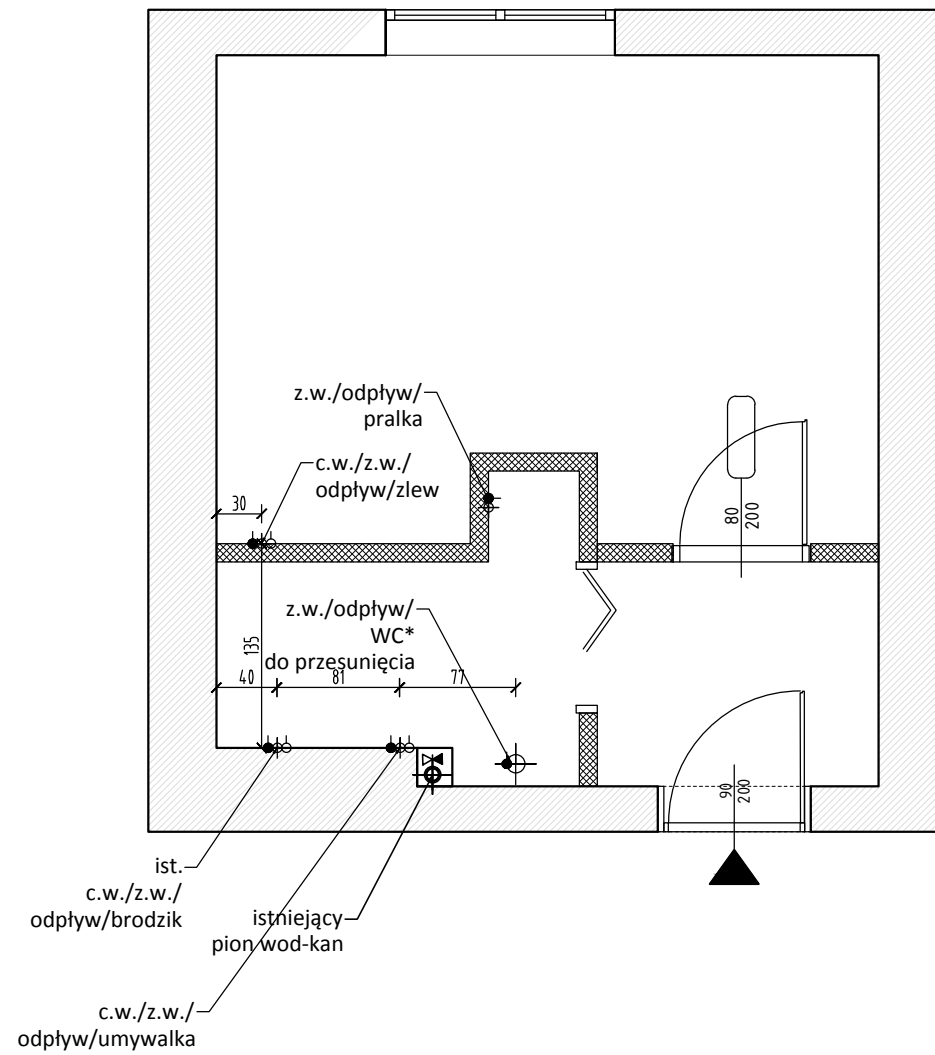 z.w./odpływ/
pralka
c.w./z.w./
odpływ/zlew
30
80
200
z.w./odpływ/
WC*
do przesunięcia
135
40
81
77
90
200
ist.
c.w./z.w./
odpływ/brodzik
istniejący
pion wod-kan
c.w./z.w./
odpływ/umywalka